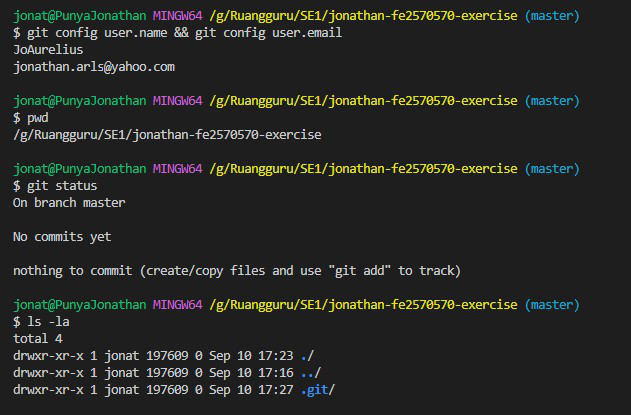 jonat@PunyaJonathan MINGW64 /g/Ruangguru/SE1/jonathan-fe2570570-exercise (master)
$ git config user.name && git config user.email
JoAurelius
jonathan.arls@yahoo.com
jonat@PunyaJonathan MINGW64 /g/Ruangguru/SE1/jonathan-fe2570570-exercise (master)
$ pwd
/g/Ruangguru/SE1/jonathan-fe2570570-exercise
jonat@PunyaJonathan MINGW64 /g/Ruangguru/SE1/jonathan-fe2570570-exercise (master)
$ git status
On branch master
No commits yet
nothing to commit (create/copy files and use "git add" to track)
jonat@PunyaJonathan MINGW64 /g/Ruangguru/SE1/jonathan-fe2570570-exercise (master)
$ ls -la
total 4
drwxr-xr-x 1 jonat 197609 0 Sep 10 17:23 ./
drwxr-xr-x 1 jonat 197609 0 Sep 10 17:16 ../
drwxr-xr-x 1 jonat 197609 0 Sep 10 17:27 .git/